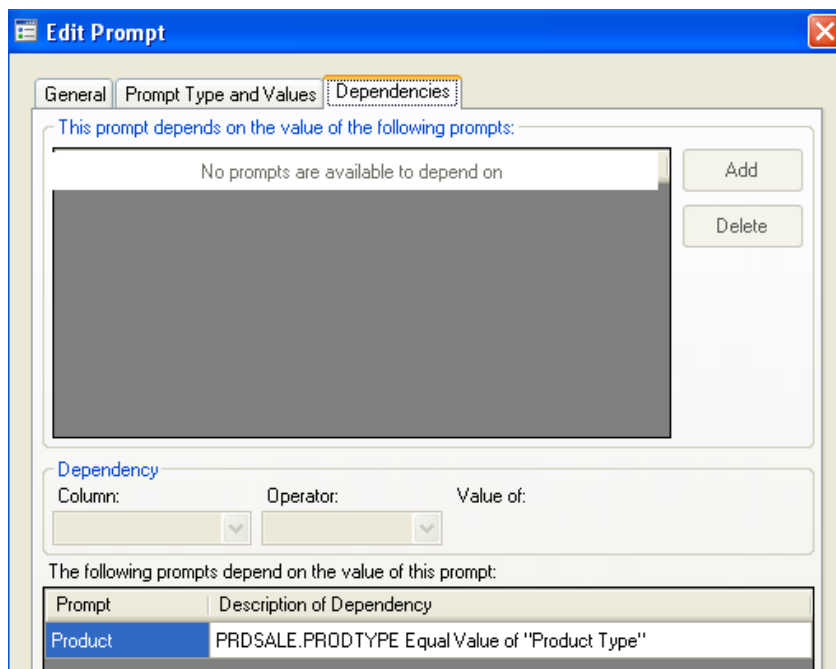 Edit Prompt
General Prompt Type and Values Dependencies
This prompt depends on the value of the following prompts:
No prompts are available to depend on
Add
Delete
Dependency
Column: Operator: Value of:
The following prompts depend on the value of this prompt:
Prompt Description of Dependency
Product PRDSALE.PRODTYPE Equal Value of "Product Type"